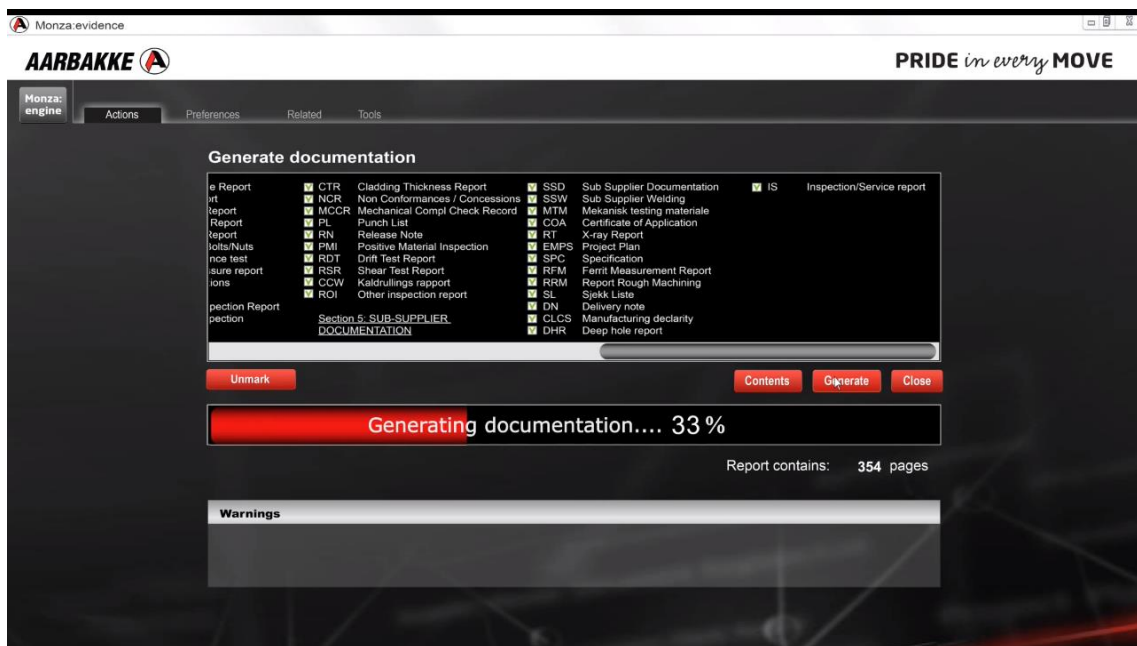 Monza:evidence
AARBAKKE
PRIDE in every MOVE
Monza:
engine
Actions Preferences Related Tools
Generate documentation
e Report
ort
Report
Report
Report
Bolts/Nuts
nce test
sure report
ions
pection Report
pection
CTR Cladding Thickness Report
NCR Non Conformances / Concessions
MCCR Mechanical Compl Check Record
PL Punch List
RN Release Note
PMI Positive Material Inspection
RDT Drift Test Report
RSR Shear Test Report
CCW Kaldrullings rapport
ROI Other inspection report
Section 5: SUB-SUPPLIER
DOCUMENTATION
SSD Sub Supplier Documentation
SSW Sub Supplier Welding
MTM Mekanisk testing materiale
COA Certificate of Application
RT X-ray Report
EMPS Project Plan
SPC Specification
RFM Ferrit Measurement Report
RRM Report Rough Machining
SL Sjekk Liste
DN Delivery note
CLCS Manufacturing declarity
DHR Deep hole report
IS Inspection/Service report
Unmark Contents Generate Close
Generating documentation.... 33 %
Report contains: 354 pages
Warnings